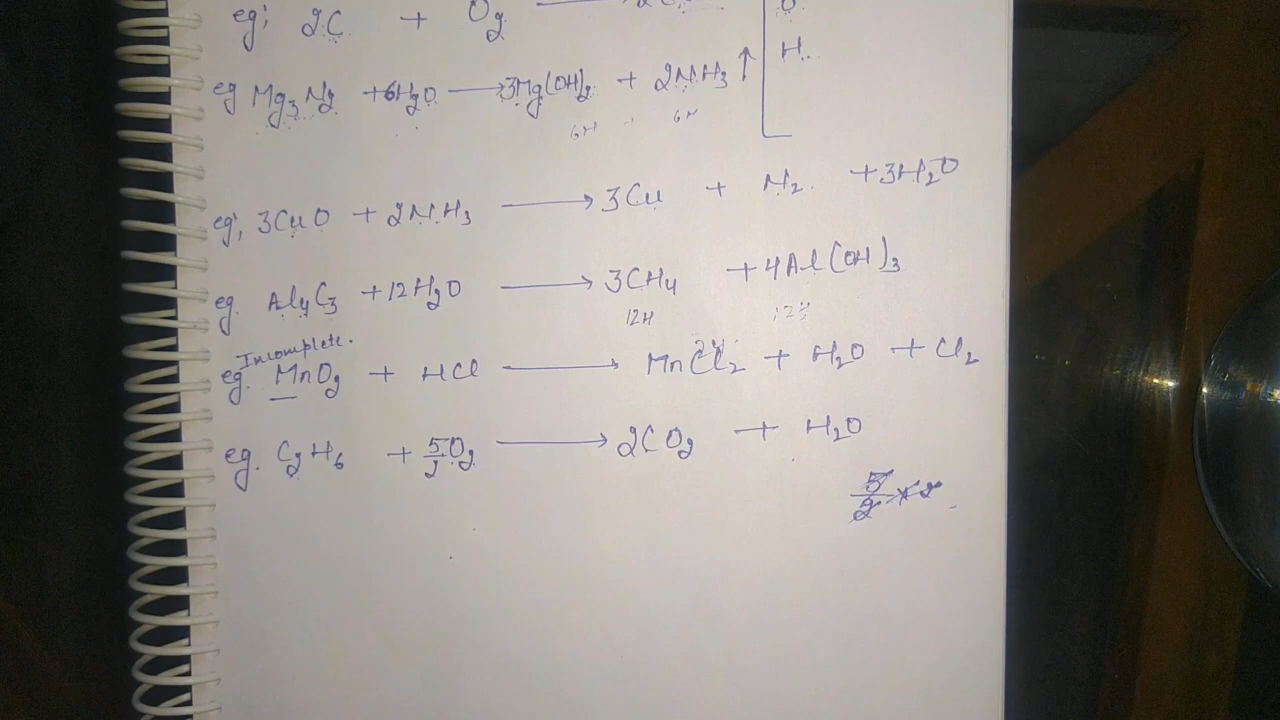 eg; 2C + O2 ⟶
O
H..
eg Mg3N2 +6H2O ⟶ 3Mg(OH)2 + 2NH3 ↑
6H 6H
eg; 3CuO + 2NH3 ⟶ 3Cu + N2. +3H2O
eg. Al4C3 +12H2O ⟶ 3CH4 +4Al(OH)3
12H 12H
Incomplete.
eg. MnO2 + HCl ⟶ MnCl2 + H2O + Cl2
eg. C2H6 + 5/2 O2 ⟶ 2CO2 + H2O
5/2 × 2